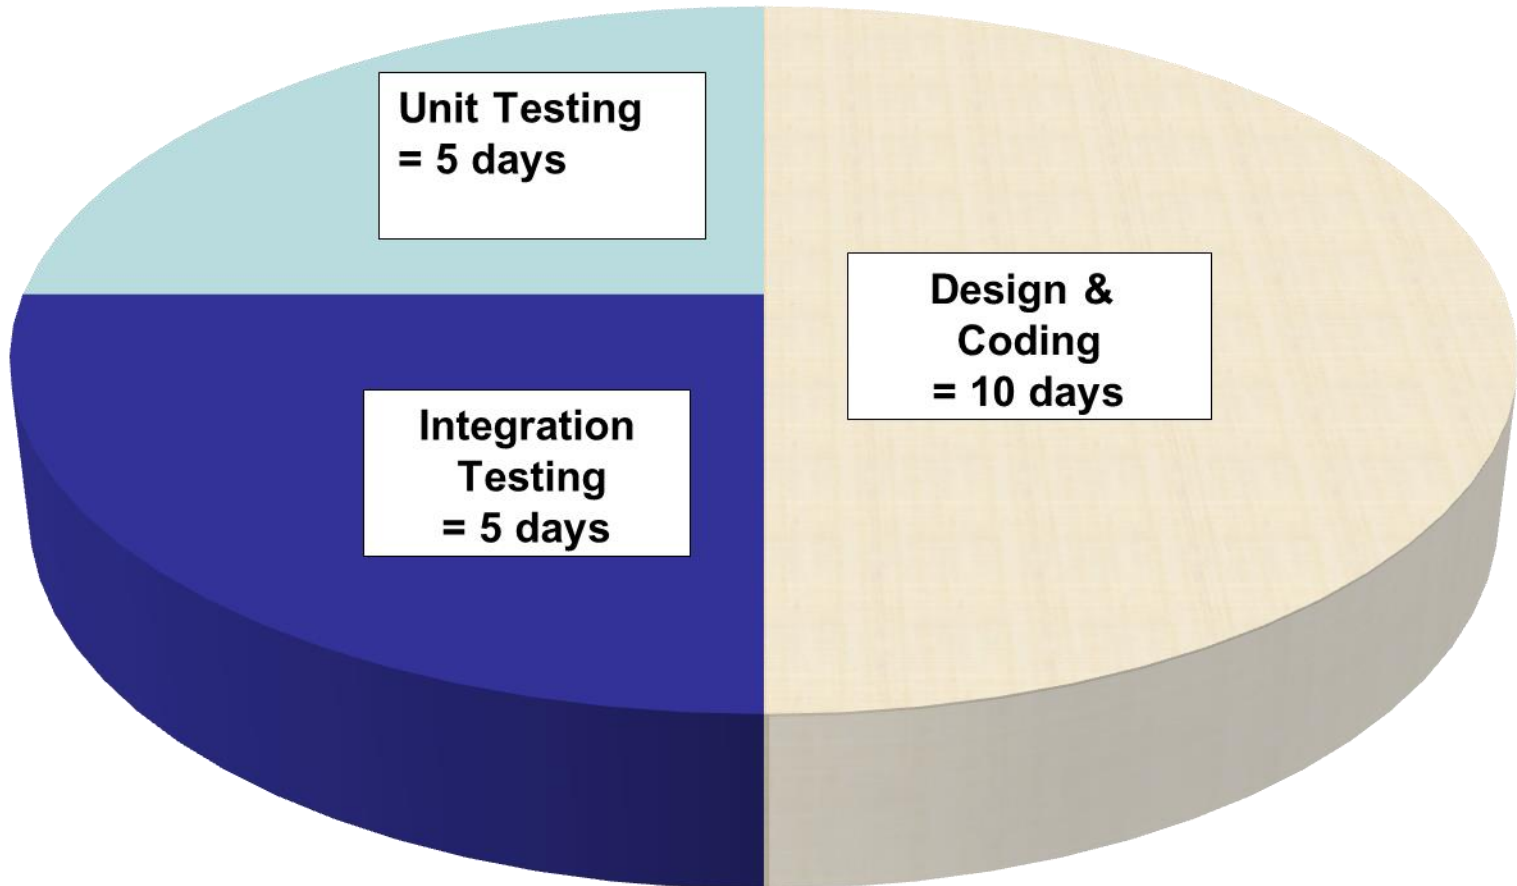 Unit Testing
= 5 days
Design &
Coding
= 10 days
Integration
Testing
= 5 days